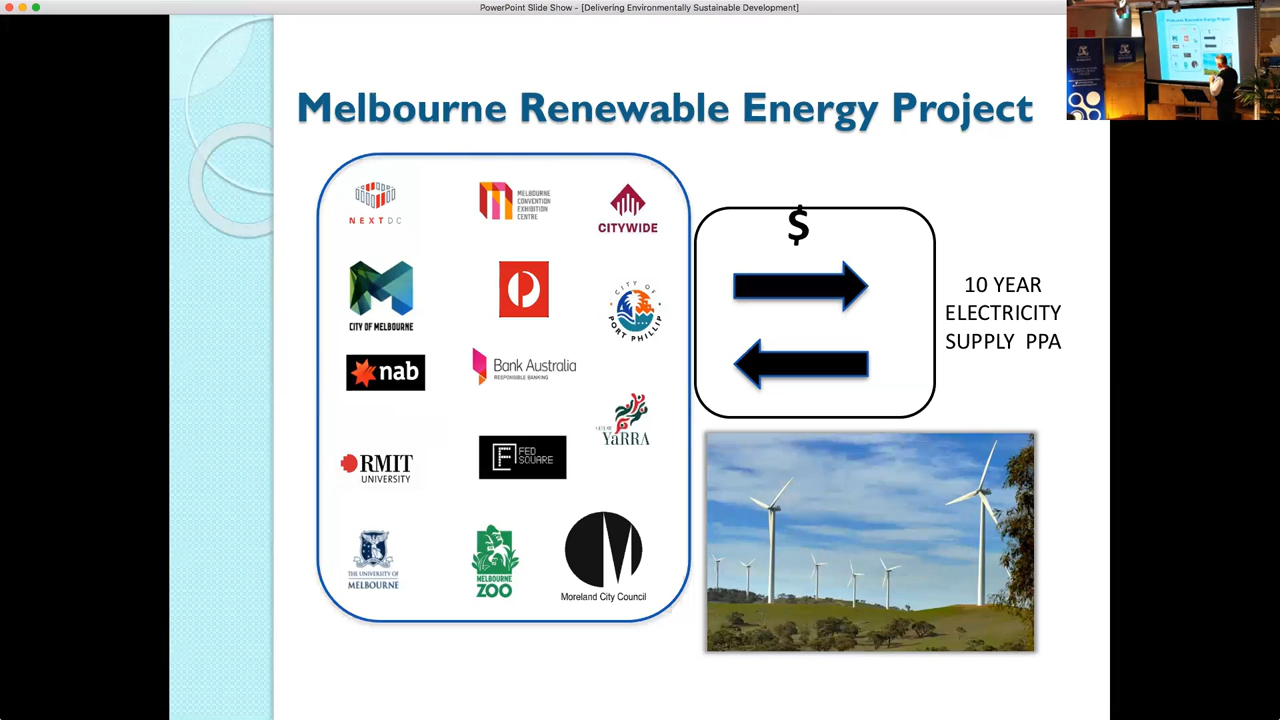 PowerPoint Slide Show - [Delivering Environmentally Sustainable Development]
Melbourne Renewable Energy Project
NEXTDC
MELBOURNE
CONVENTION
EXHIBITION
CENTRE
CITYWIDE
CITY OF MELBOURNE
CITY OF
PORT PHILLIP
nab
Bank Australia
RESPONSIBLE BANKING
CITY OF
YARRA
RMIT
UNIVERSITY
FED
SQUARE
THE UNIVERSITY OF
MELBOURNE
MELBOURNE
ZOO
Moreland City Council
$
10 YEAR
ELECTRICITY
SUPPLY PPA